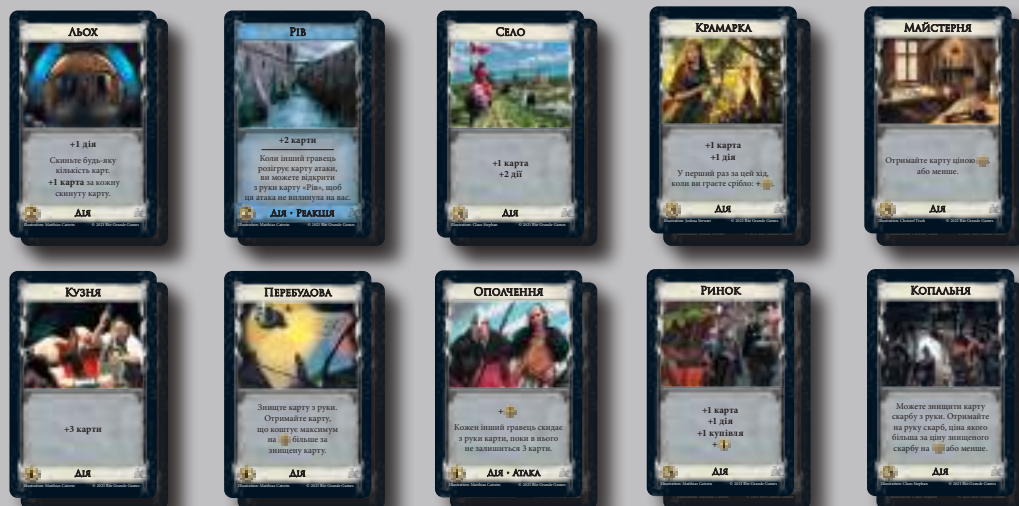 Льох
+1 дія
Скиньте будь-яку
кількість карт.
+1 карта за кожну
скинуту карту.
Дія
Рів
+2 карти
Коли інший гравець
розігрує карту атаки,
ви можете відкрити
з руки карту «Рів», щоб
ця атака не вплинула на вас.
Дія • Реакція
Село
+1 карта
+2 дії
Дія
Крамарка
+1 карта
+1 дія
У перший раз за цей хід,
коли ви граєте срібло: +
Дія
Майстерня
Отримайте карту ціною
або менше.
Дія
Кузня
+3 карти
Дія
Перебудова
Знищте карту з руки.
Отримайте карту,
що коштує максимум
на більше за
знищену карту.
Дія
Ополчення
+
Кожен інший гравець скидає
з руки карти, поки в нього
не залишиться 3 карти.
Дія • Атака
Ринок
+1 карта
+1 дія
+1 купівля
+
Дія
Копальня
Можете знищити карту
скарбу з руки. Отримайте
на руку скарб, ціна якого
більша за ціну знищеного
скарбу на або менше.
Дія